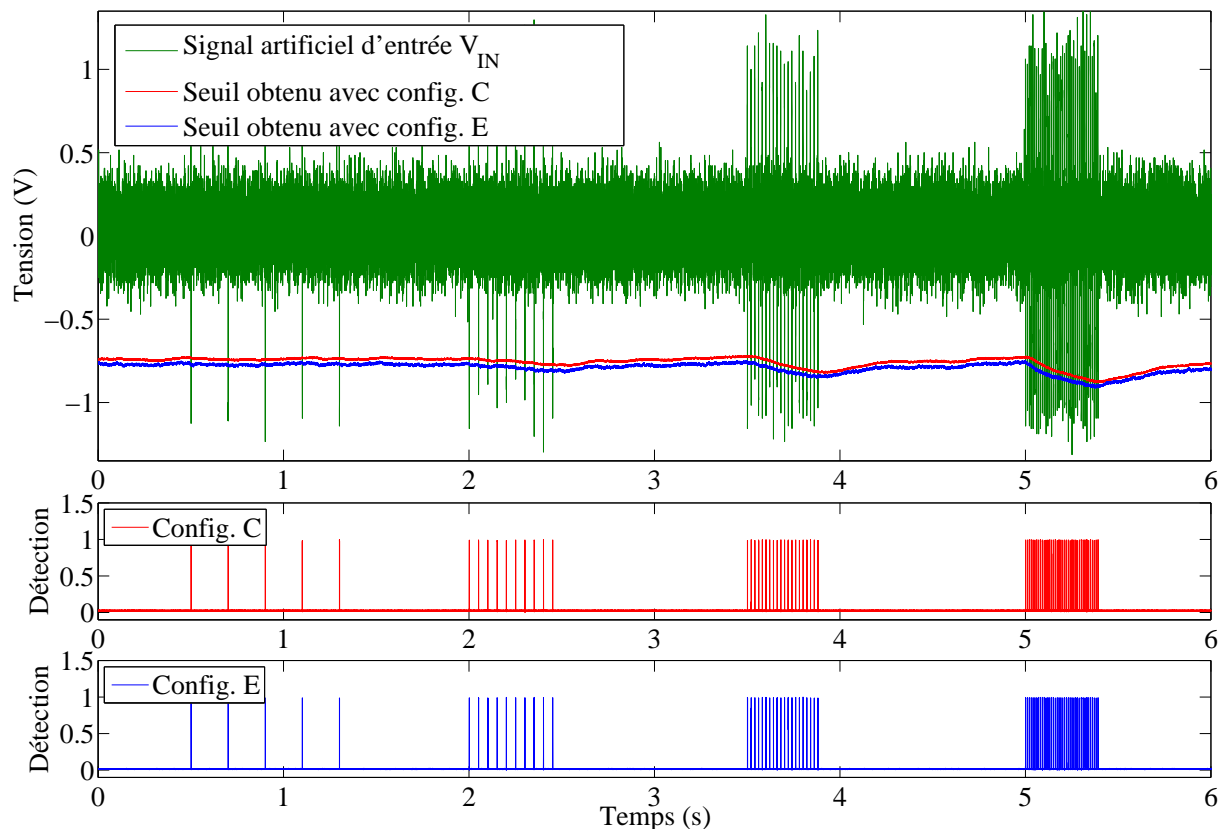 Signal artificiel d'entrée V_IN
Seuil obtenu avec config. C
Seuil obtenu avec config. E
Tension (V)
1
0.5
0
−0.5
−1
0 1 2 3 4 5 6
Config. C
Détection
1.5
1
0.5
0
0 1 2 3 4 5 6
Config. E
Détection
1.5
1
0.5
0
0 1 2 3 4 5 6
Temps (s)